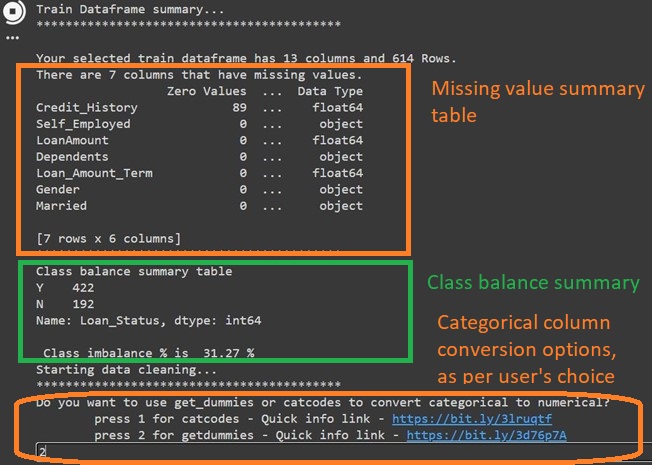 Train Dataframe summary...
*****************************************
Your selected train dataframe has 13 columns and 614 Rows.
There are 7 columns that have missing values.
Zero Values ... Data Type
Credit_History 89 ... float64
Self_Employed 0 ... object
LoanAmount 0 ... float64
Dependents 0 ... object
Loan_Amount_Term 0 ... float64
Gender 0 ... object
Married 0 ... object
[7 rows x 6 columns]
*****************************************
Class balance summary table
Y 422
N 192
Name: Loan_Status, dtype: int64
Class imbalance % is 31.27 %
Starting data cleaning...
*****************************************
Do you want to use get_dummies or catcodes to convert categorical to numerical?
press 1 for catcodes - Quick info link - https://bit.ly/3lruqtf
press 2 for getdummies - Quick info link - https://bit.ly/3d76p7A
2
Missing value summary
table
Class balance summary
Categorical column
conversion options,
as per user's choice